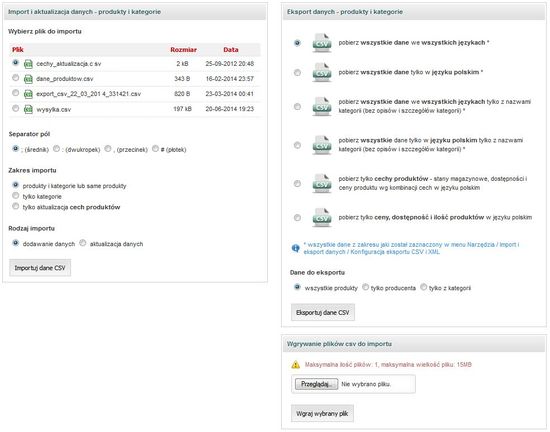 Import i aktualizacja danych - produkty i kategorie
Wybierz plik do importu
Plik Rozmiar Data
cechy_aktualizacja.c sv 2 kB 25-09-2012 20:48
dane_produktow.csv 343 B 16-02-2014 23:57
export_csv_22_03_201 4_331421.csv 820 B 23-03-2014 00:41
wysylka.csv 197 kB 20-06-2014 19:23
Separator pól
; (średnik) : (dwukropek) , (przecinek) # (płotek)
Zakres importu
produkty i kategorie lub same produkty
tylko kategorie
tylko aktualizacja cech produktów
Rodzaj importu
dodawanie danych aktualizacja danych
Importuj dane CSV
Eksport danych - produkty i kategorie
CSV pobierz wszystkie dane we wszystkich językach *
CSV pobierz wszystkie dane tylko w języku polskim *
CSV pobierz wszystkie dane we wszystkich językach tylko z nazwami
kategorii (bez opisów i szczegółów kategorii) *
CSV pobierz wszystkie dane tylko w języku polskim tylko z nazwami
kategorii (bez opisów i szczegółów kategorii) *
CSV pobierz tylko cechy produktów - stany magazynowe, dostępności i
ceny produktu wg kombinacji cech w języku polskim
CSV pobierz tylko ceny, dostępność i ilość produktów w języku polskim
* wszystkie dane z zakresu jaki został zaznaczony w menu Narzędzia / Import i
eksport danych / Konfiguracja eksportu CSV i XML
Dane do eksportu
wszystkie produkty tylko producenta tylko z kategorii
Eksportuj dane CSV
Wgrywanie plików csv do importu
Maksymalna ilość plików: 1, maksymalna wielkość pliku: 15MB
Przeglądaj... Nie wybrano pliku.
Wgraj wybrany plik